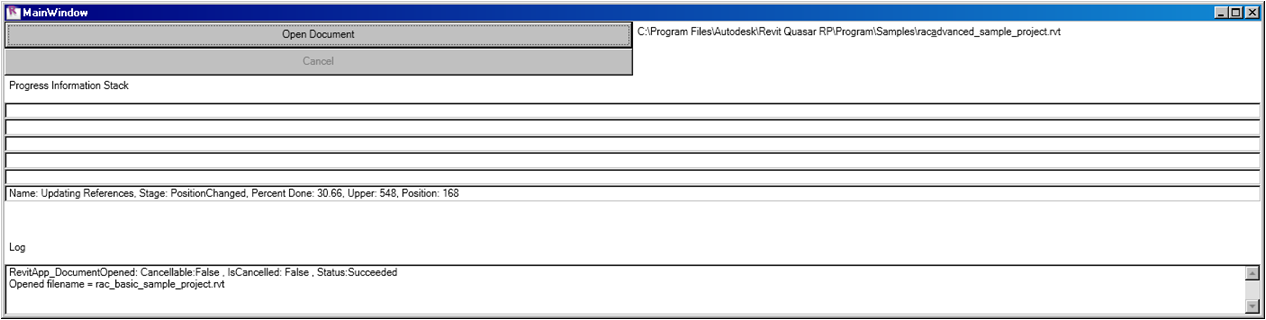 MainWindow
Open Document
C:\Program Files\Autodesk\Revit Quasar RP\Program\Samples\racadvanced_sample_project.rvt
Cancel
Progress Information Stack
Name: Updating References, Stage: PositionChanged, Percent Done: 30.66, Upper: 548, Position: 168
Log
RevitApp_DocumentOpened: Cancellable:False , IsCancelled: False , Status:Succeeded
Opened filename = rac_basic_sample_project.rvt